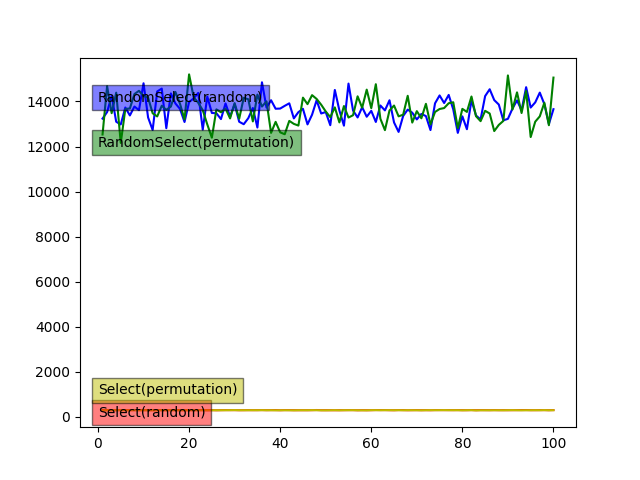 14000
12000
10000
8000
6000
4000
2000
0
RandomSelect(random)
RandomSelect(permutation)
Select(permutation)
Select(random)
0 20 40 60 80 100